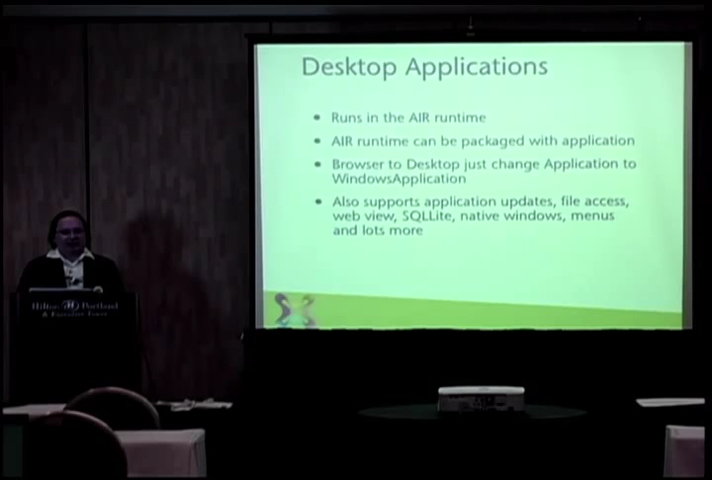 Desktop Applications
• Runs in the AIR runtime
• AIR runtime can be packaged with application
• Browser to Desktop just change Application to
WindowsApplication
• Also supports application updates, file access,
web view, SQLLite, native windows, menus
and lots more
Hilton H Portland
& Executive Tower